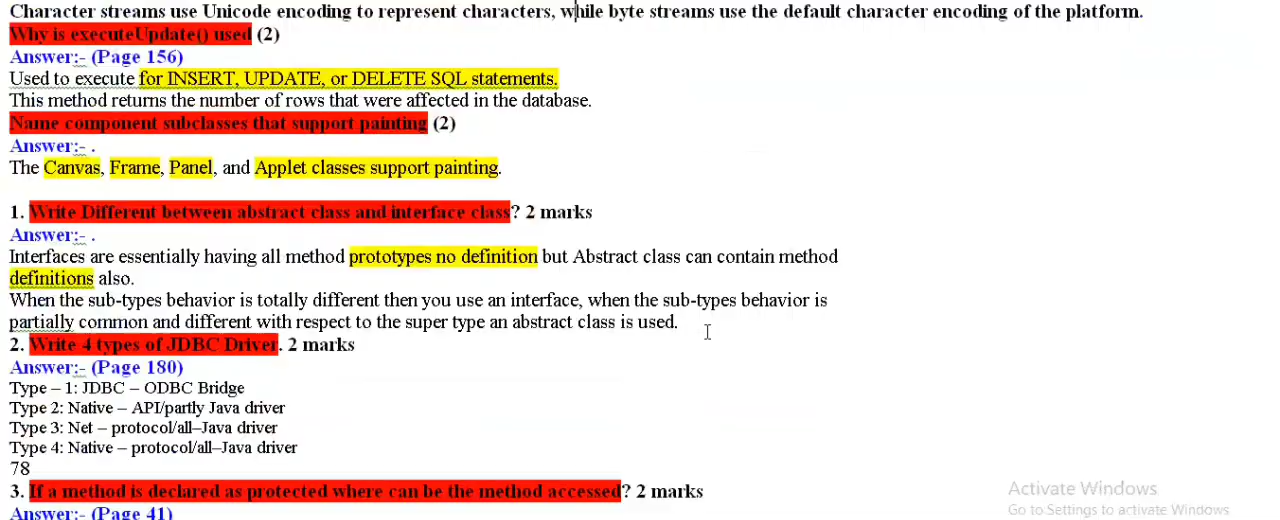 Character streams use Unicode encoding to represent characters, while byte streams use the default character encoding of the platform.
Why is executeUpdate() used (2)
Answer:- (Page 156)
Used to execute for INSERT, UPDATE, or DELETE SQL statements.
This method returns the number of rows that were affected in the database.
Name component subclasses that support painting (2)
Answer:- .
The Canvas, Frame, Panel, and Applet classes support painting.
1. Write Different between abstract class and interface class? 2 marks
Answer:- .
Interfaces are essentially having all method prototypes no definition but Abstract class can contain method
definitions also.
When the sub-types behavior is totally different then you use an interface, when the sub-types behavior is
partially common and different with respect to the super type an abstract class is used.
2. Write 4 types of JDBC Driver. 2 marks
Answer:- (Page 180)
Type – 1: JDBC – ODBC Bridge
Type 2: Native – API/partly Java driver
Type 3: Net – protocol/all–Java driver
Type 4: Native – protocol/all–Java driver
78
3. If a method is declared as protected where can be the method accessed? 2 marks
Answer:- (Page 41)
Activate Windows
Go to Settings to activate Windows